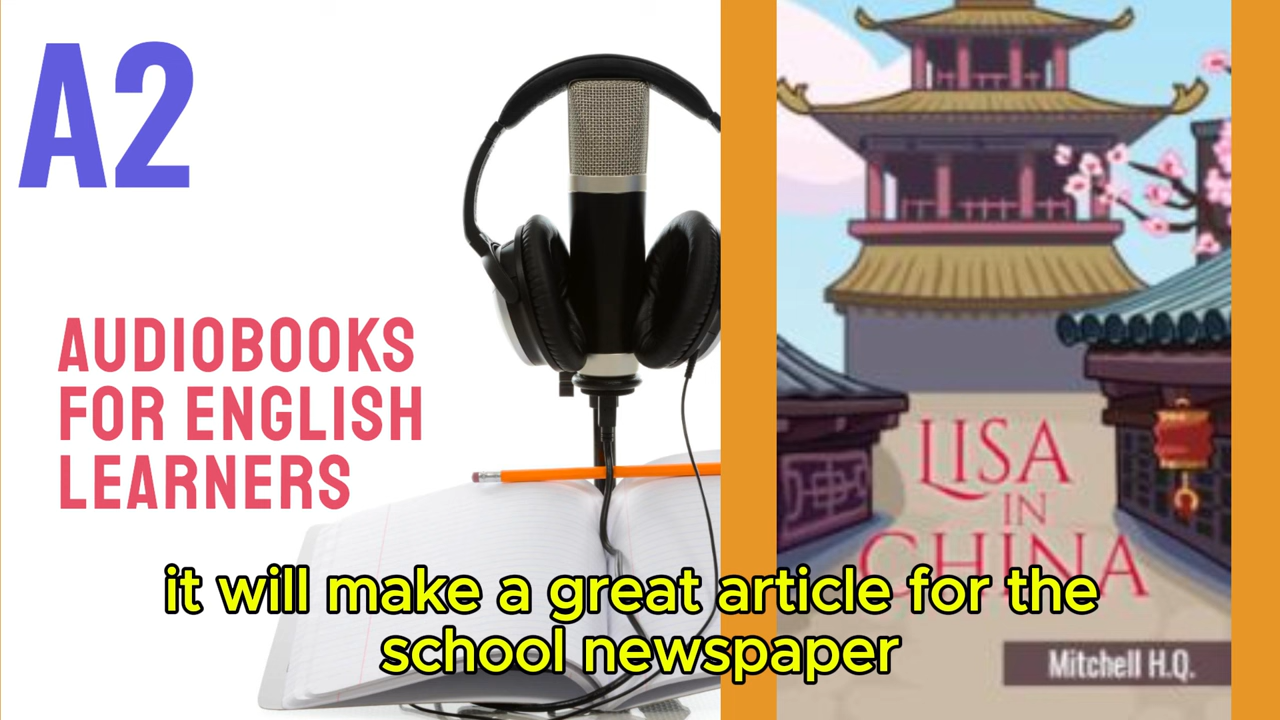 A2
AUDIOBOOKS
FOR ENGLISH
LEARNERS
LISA
IN
CHINA
Mitchell H.Q.
it will make a great article for the
school newspaper